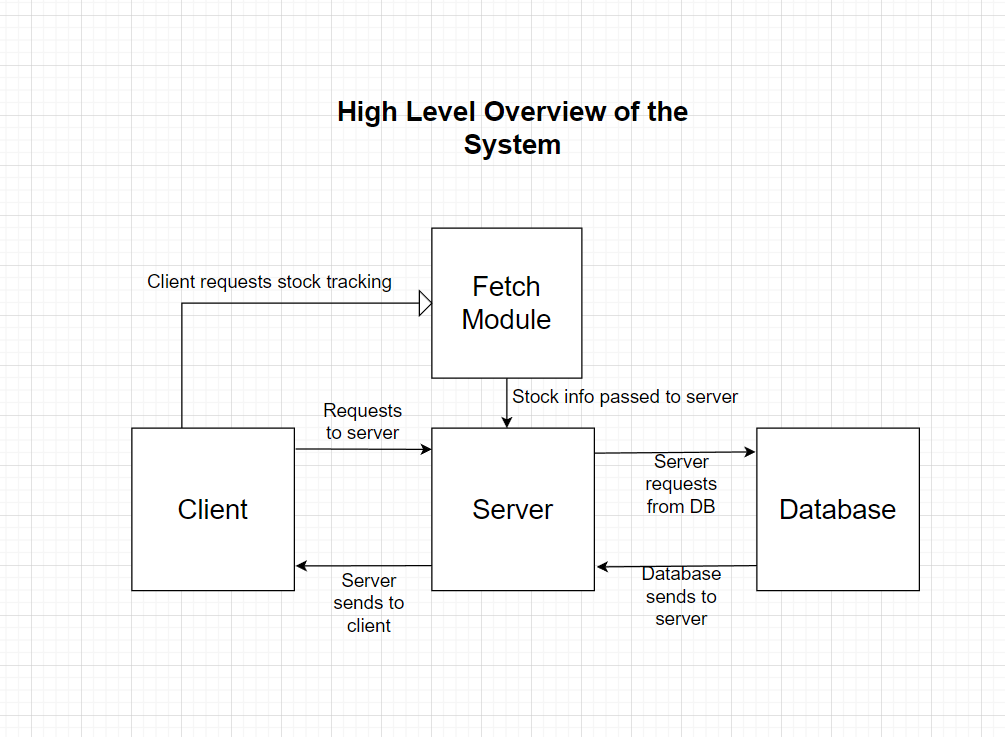 High Level Overview of the
System
Fetch
Module
Client requests stock tracking
Stock info passed to server
Requests
to server
Client
Server
Server
requests
from DB
Database
Server
sends to
client
Database
sends to
server